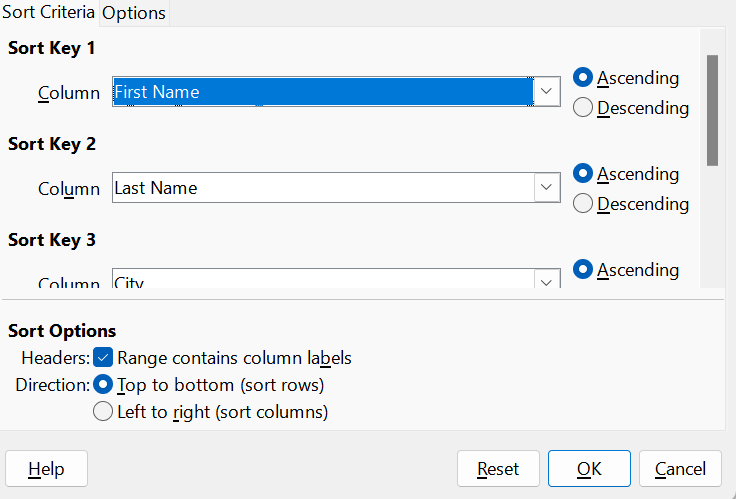 Sort Criteria Options
Sort Key 1
Column First Name Ascending
Descending
Sort Key 2
Column Last Name Ascending
Descending
Sort Key 3
Column City Ascending
Sort Options
Headers: Range contains column labels
Direction: Top to bottom (sort rows)
Left to right (sort columns)
Help Reset OK Cancel